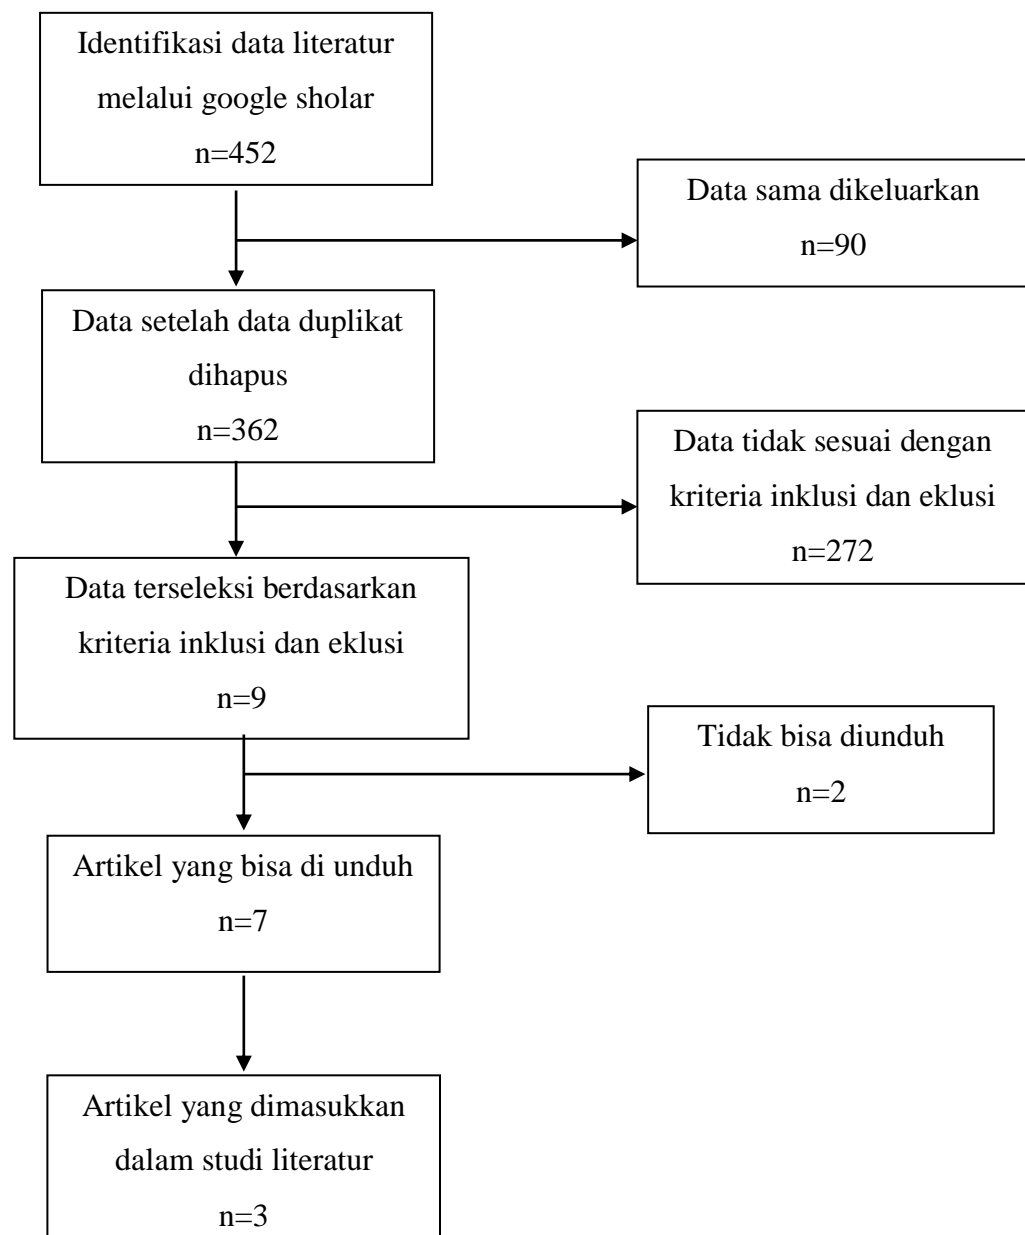 Identifikasi data literatur
melalui google sholar
n=452
Data sama dikeluarkan
n=90
Data setelah data duplikat
dihapus
n=362
Data tidak sesuai dengan
kriteria inklusi dan eklusi
n=272
Data terseleksi berdasarkan
kriteria inklusi dan eklusi
n=9
Tidak bisa diunduh
n=2
Artikel yang bisa di unduh
n=7
Artikel yang dimasukkan
dalam studi literatur
n=3